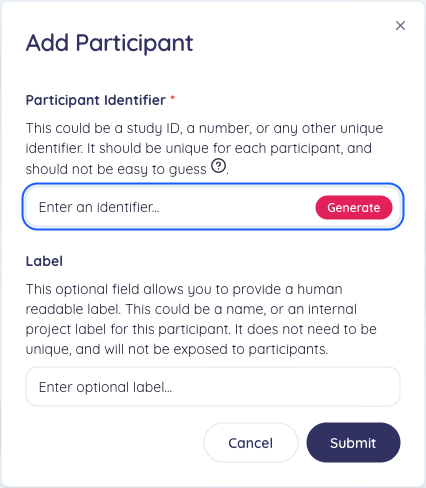 Add Participant
Participant Identifier *
This could be a study ID, a number, or any other unique
identifier. It should be unique for each participant, and
should not be easy to guess ?.
Enter an identifier...
Generate
Label
This optional field allows you to provide a human
readable label. This could be a name, or an internal
project label for this participant. It does not need to be
unique, and will not be exposed to participants.
Enter optional label...
Cancel
Submit